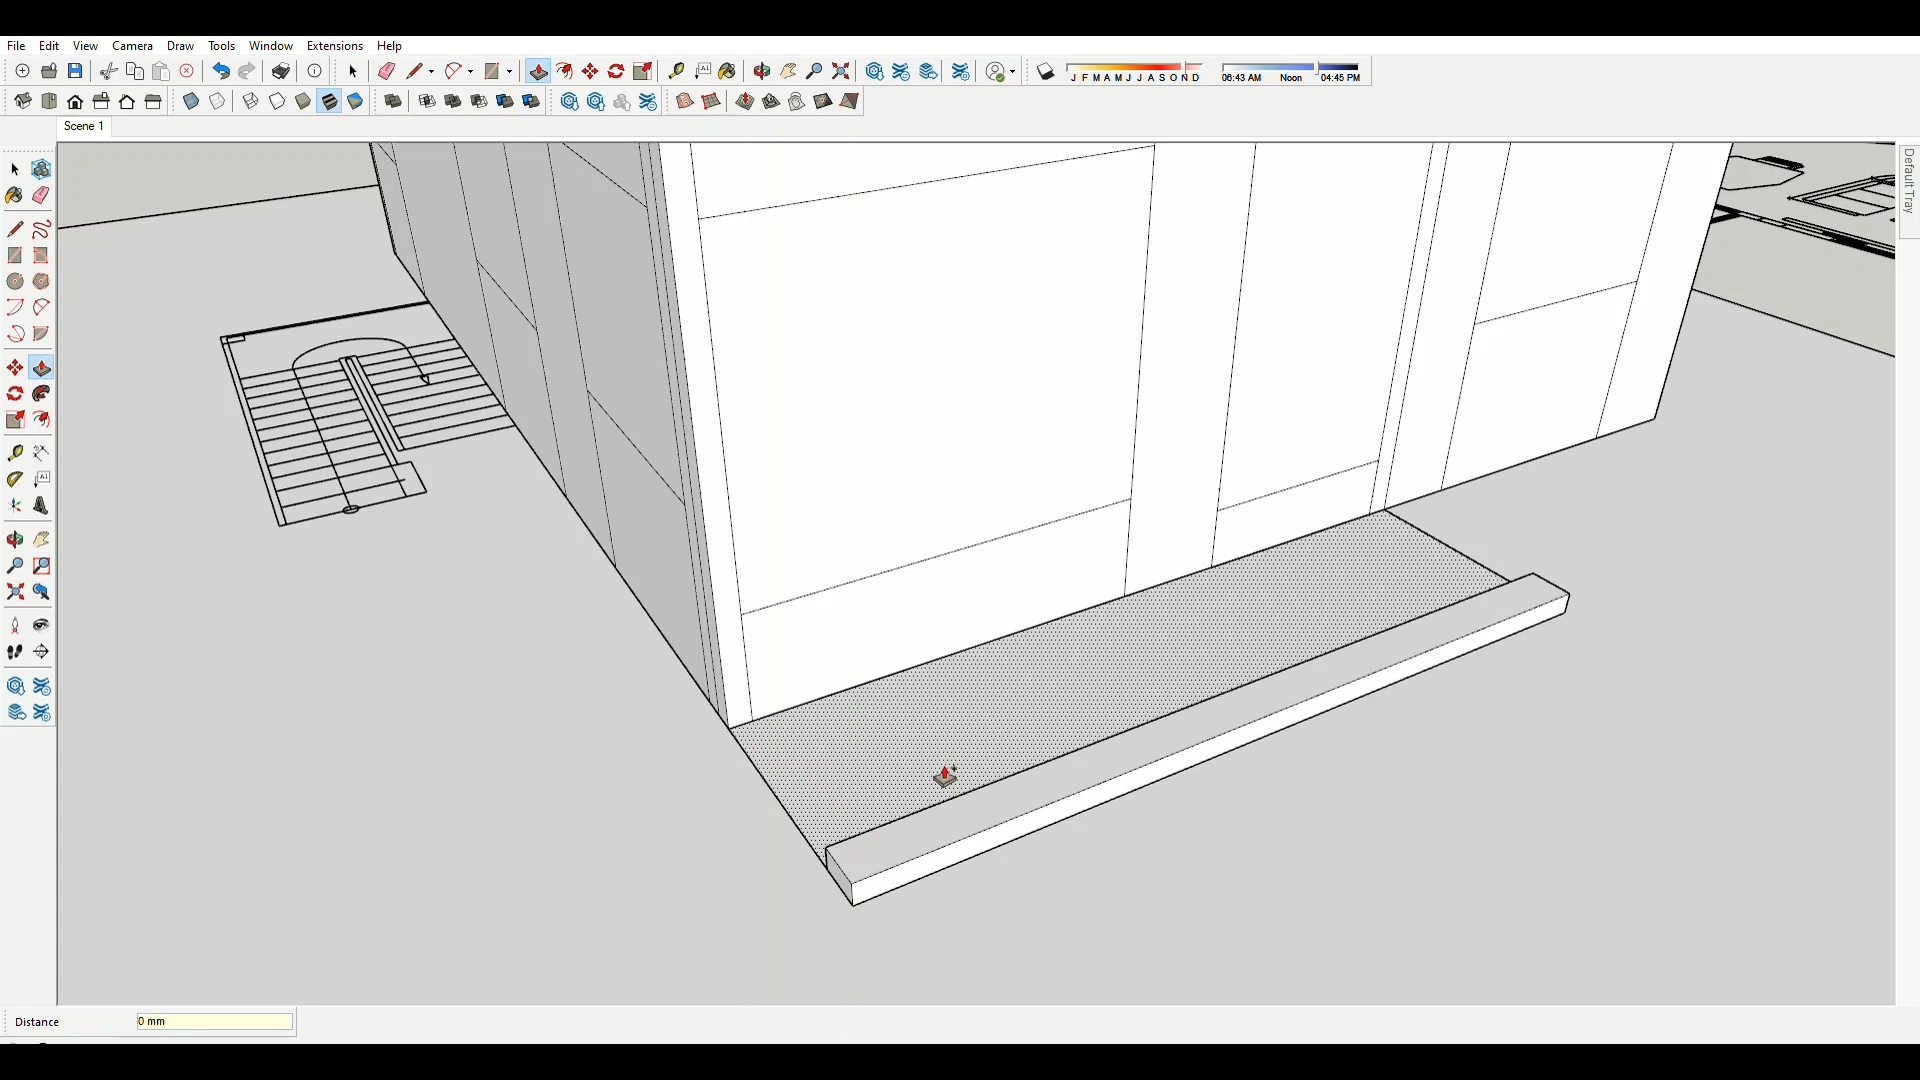 File Edit View Camera Draw Tools Window Extensions Help
J F M A M J J A S O N D
06:43 AM Noon 04:45 PM
Scene 1
Default Tray
Distance 0 mm